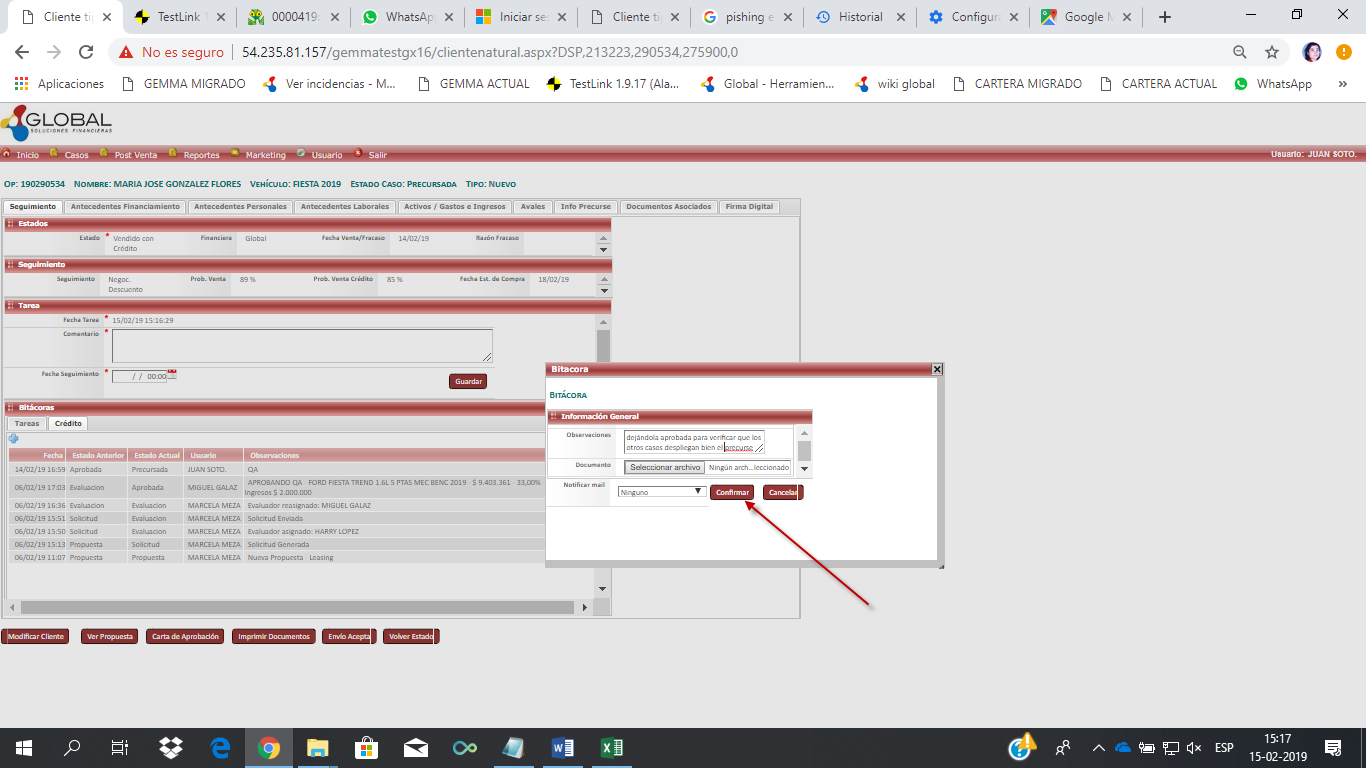 Cliente tip
TestLink 1
0000419:
WhatsApp
Iniciar ses
Cliente tip
pishing e
Historial
Configura
Google M
No es seguro | 54.235.81.157/gemmatestgx16/clientenatural.aspx?DSP,213223,290534,275900,0
Aplicaciones GEMMA MIGRADO Ver incidencias - M... GEMMA ACTUAL TestLink 1.9.17 (Ala... Global - Herramien... wiki global CARTERA MIGRADO CARTERA ACTUAL WhatsApp »
GLOBAL
SOLUCIONES FINANCIERAS
Inicio Casos Post Venta Reportes Marketing Usuario Salir Usuario: JUAN SOTO.
Op: 190290534 Nombre: MARIA JOSE GONZALEZ FLORES Vehículo: FIESTA 2019 Estado Caso: Precursada Tipo: Nuevo
Seguimiento Antecedentes Financiamiento Antecedentes Personales Antecedentes Laborales Activos / Gastos e Ingresos Avales Info Precurse Documentos Asociados Firma Digital
Estados
Estado * Vendido con Crédito Financiera Global Fecha Venta/Fracaso 14/02/19 Razón Fracaso
Seguimiento
Seguimiento Negoc. Descuento Prob. Venta 89 % Prob. Venta Crédito 85 % Fecha Est. de Compra 18/02/19
Tarea
Fecha Tarea * 15/02/19 15:16:29
Comentario *
Fecha Seguimiento * / / 00:00
Guardar
Bitácoras
Tareas Crédito
Fecha Estado Anterior Estado Actual Usuario Observaciones
14/02/19 16:59 Aprobada Precursada JUAN SOTO. QA
06/02/19 17:03 Evaluacion Aprobada MIGUEL GALAZ APROBANDO QA FORD FIESTA TREND 1.6L 5 PTAS MEC BENC 2019 $ 9.403.361 33,00%
Ingresos $ 2.000.000
06/02/19 16:36 Evaluacion Evaluacion MARCELA MEZA Evaluador reasignado: MIGUEL GALAZ
06/02/19 15:51 Solicitud Evaluacion MARCELA MEZA Solicitud Enviada
06/02/19 15:50 Solicitud Evaluacion MARCELA MEZA Evaluador asignado: HARRY LOPEZ
06/02/19 15:13 Propuesta Solicitud MARCELA MEZA Solicitud Generada
06/02/19 11:07 Propuesta Propuesta MARCELA MEZA Nueva Propuesta - Leasing
Modificar Cliente Ver Propuesta Carta de Aprobación Imprimir Documentos Envío Acepta Volver Estado
Bitacora
Bitácora
Información General
Observaciones
dejándola aprobada para verificar que los
otros casos despliegan bien el precurse
Documento Seleccionar archivo Ningún arch...leccionado
Notificar mail Ninguno Confirmar Cancelar
ESP
15:17
15-02-2019